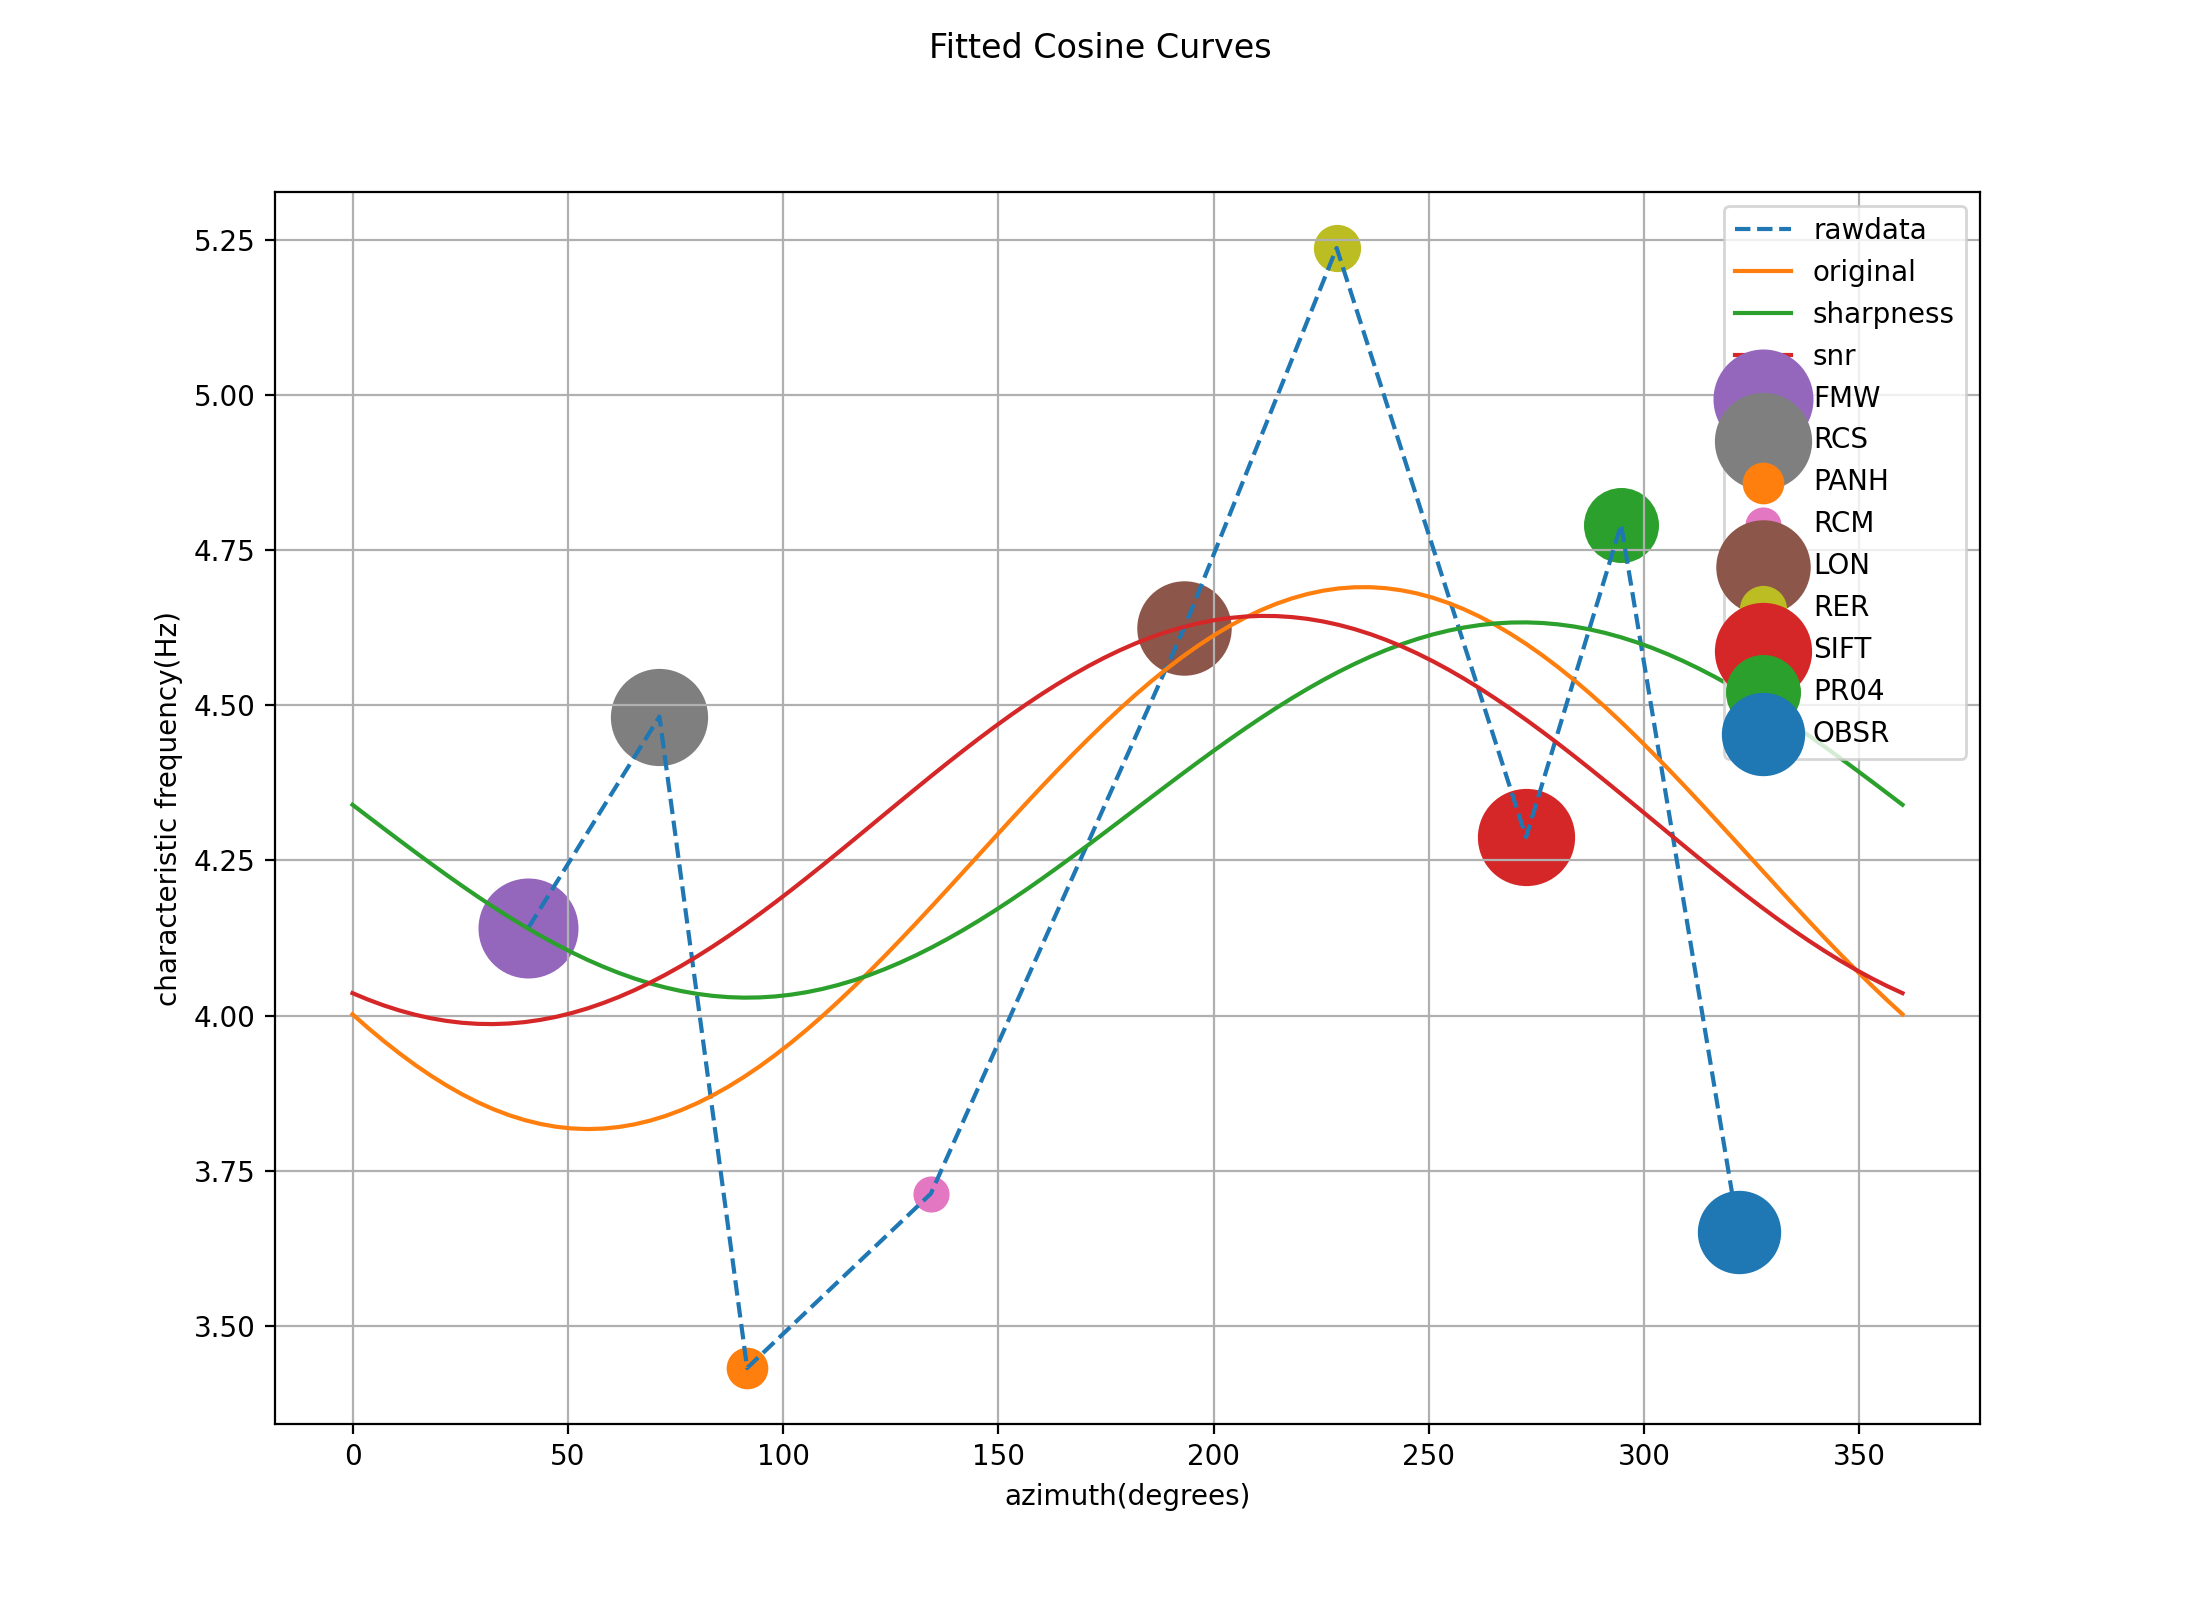 Fitted Cosine Curves
5.25
5.00
4.75
4.50
4.25
4.00
3.75
3.50
characteristic frequency(Hz)
0 50 100 150 200 250 300 350
azimuth(degrees)
rawdata
original
sharpness
snr
FMW
RCS
PANH
RCM
LON
RER
SIFT
PR04
OBSR